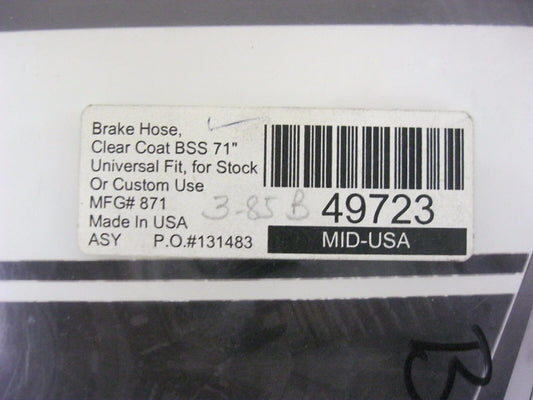 Brake Hose,
Clear Coat BSS 71"
Universal Fit, for Stock
Or Custom Use
MFG# 871
Made In USA
ASY P.O.#131483
3-85 B
49723
MID-USA
B